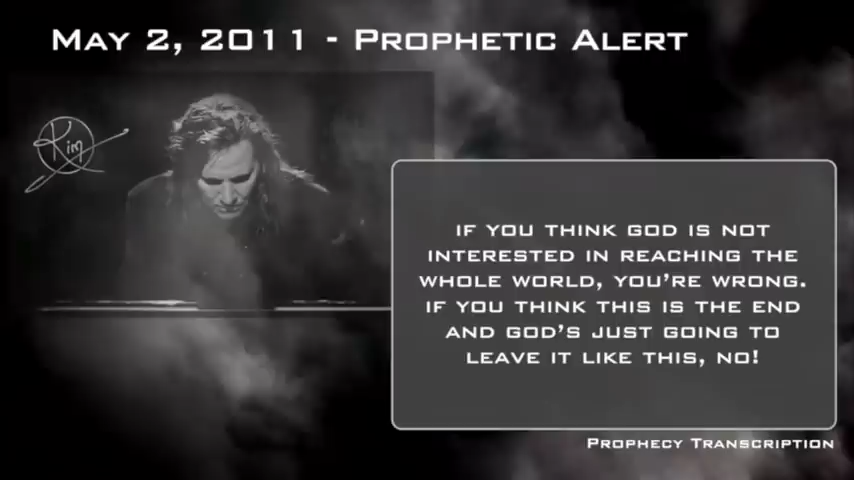 MAY 2, 2011 - PROPHETIC ALERT
Kim
IF YOU THINK GOD IS NOT
INTERESTED IN REACHING THE
WHOLE WORLD, YOU'RE WRONG.
IF YOU THINK THIS IS THE END
AND GOD'S JUST GOING TO
LEAVE IT LIKE THIS, NO!
PROPHECY TRANSCRIPTION